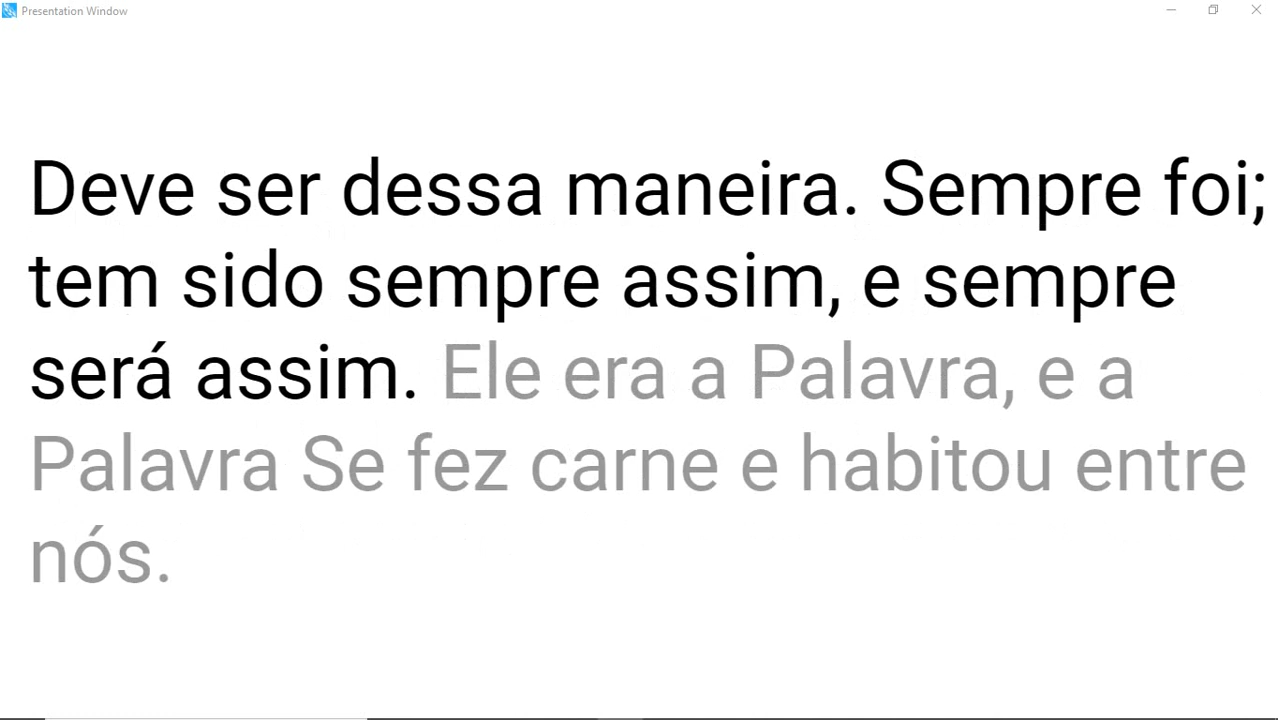 Presentation Window
Deve ser dessa maneira. Sempre foi;
tem sido sempre assim, e sempre
será assim. Ele era a Palavra, e a
Palavra Se fez carne e habitou entre
nós.